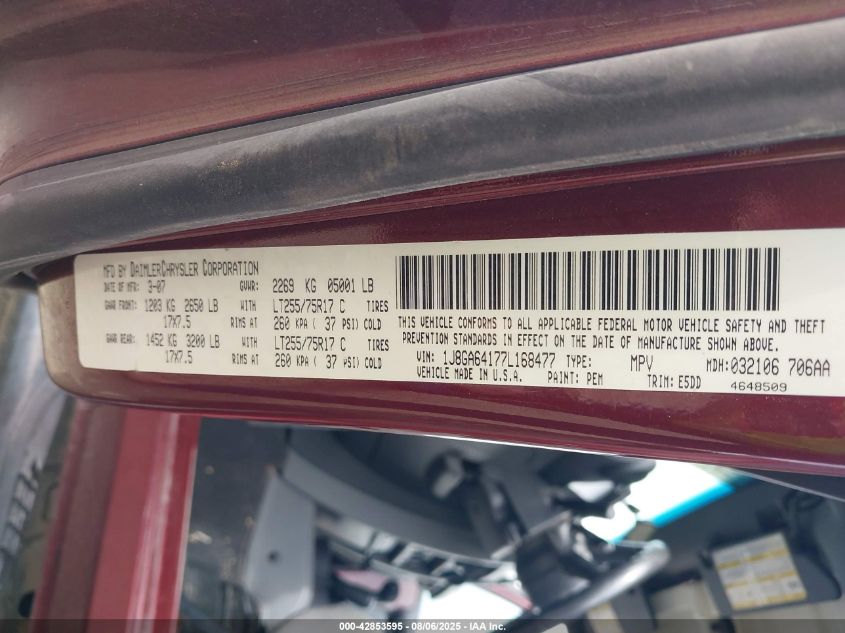 MFD BY DAIMLERCHRYSLER CORPORATION
DATE OF MFR: 3-07 GVWR: 2269 KG 05001 LB
GAWR FRONT: 1203 KG 2650 LB WITH LT255/75R17 C TIRES
17X7.5 RIMS AT 260 KPA ( 37 PSI) COLD
GAWR REAR: 1452 KG 3200 LB WITH LT255/75R17 C TIRES
17X7.5 RIMS AT 260 KPA ( 37 PSI) COLD
THIS VEHICLE CONFORMS TO ALL APPLICABLE FEDERAL MOTOR VEHICLE SAFETY AND THEFT
PREVENTION STANDARDS IN EFFECT ON THE DATE OF MANUFACTURE SHOWN ABOVE.
VIN: 1J8GA64177L168477 TYPE: MPV MDH: 032106 706AA
VEHICLE MADE IN U.S.A. PAINT: PEM TRIM: E5DD 4648509
000-42853595 - 08/06/2025 - IAA Inc.